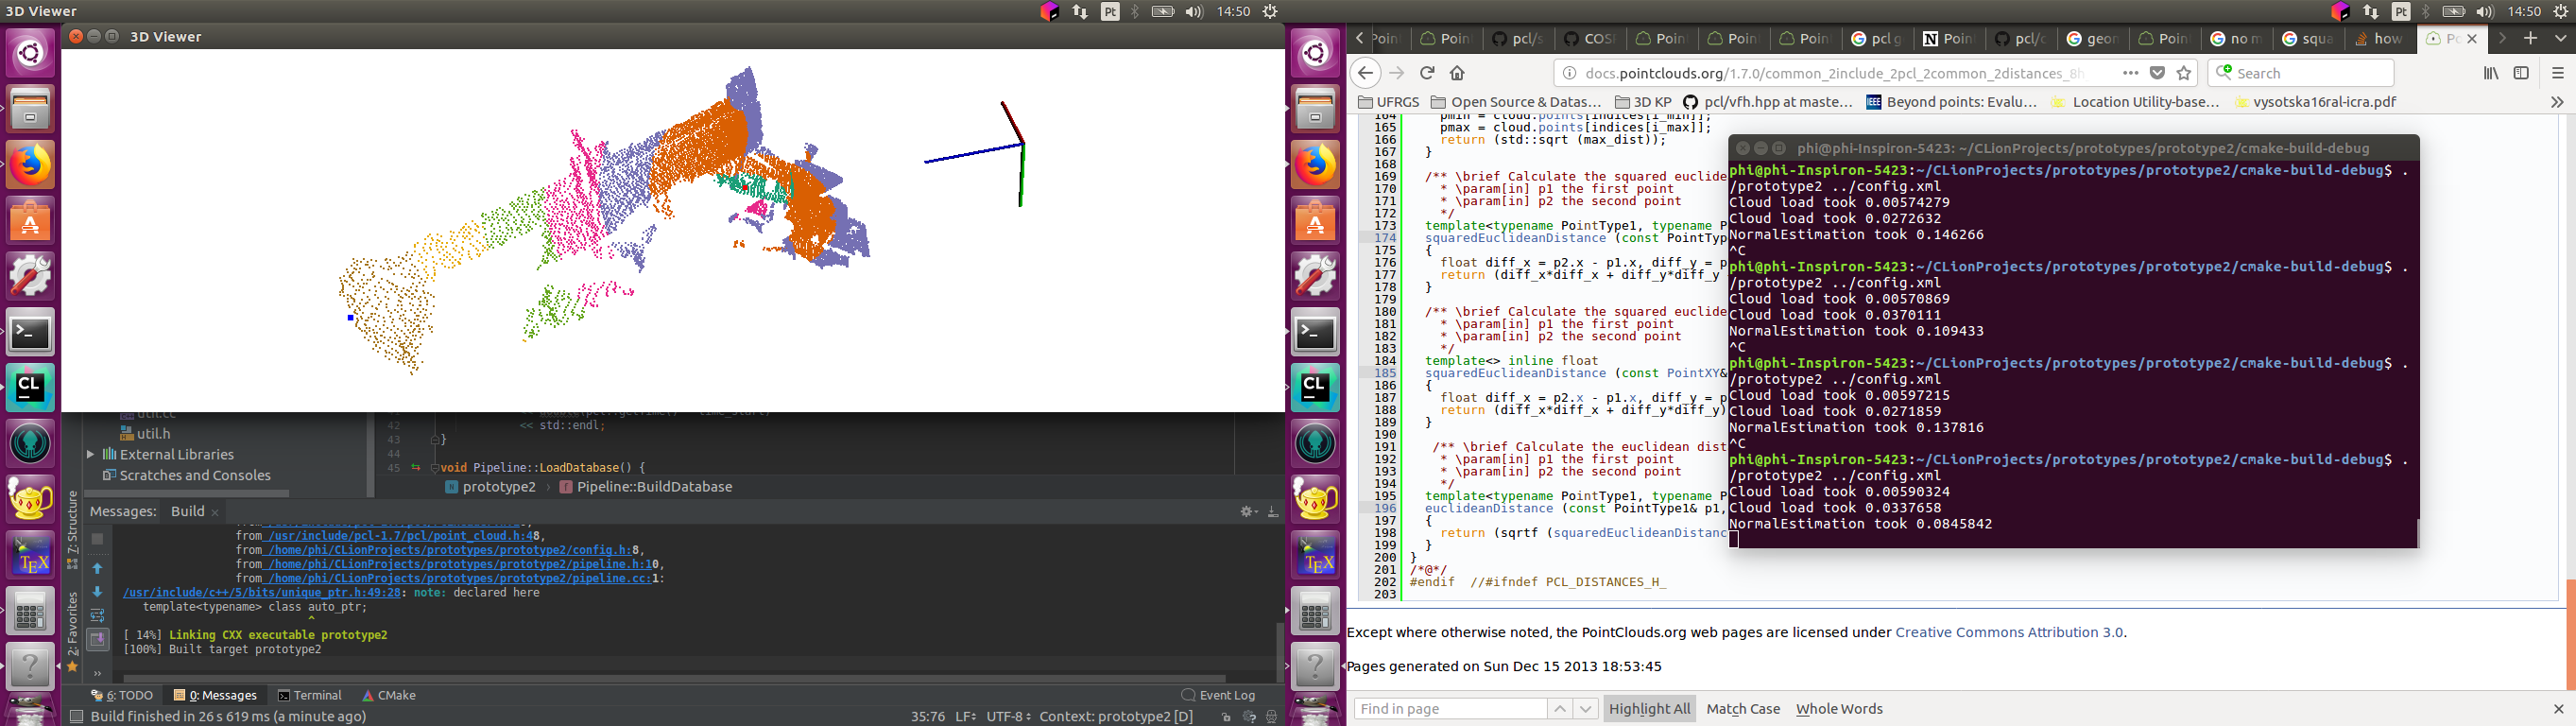 3D Viewer
Pt
14:50
Pt
14:50
3D Viewer
util.cc
util.h
External Libraries
Scratches and Consoles
42 << std::endl;
43 }
44
45 void Pipeline::LoadDatabase() {
prototype2 › Pipeline::BuildDatabase
Messages: Build ×
7: Structure
2: Favorites
from /usr/include/pcl-1.7/pcl/point_cloud.h:48,
from /home/phi/CLionProjects/prototypes/prototype2/config.h:8,
from /home/phi/CLionProjects/prototypes/prototype2/pipeline.h:10,
from /home/phi/CLionProjects/prototypes/prototype2/pipeline.cc:1:
/usr/include/c++/5/bits/unique_ptr.h:49:28: note: declared here
template<typename> class auto_ptr;
^
[ 14%] Linking CXX executable prototype2
[100%] Built target prototype2
6: TODO 0: Messages Terminal CMake Event Log
Build finished in 26 s 619 ms (a minute ago) 35:76 LF UTF-8 Context: prototype2 [D]
Poin pcl/s COS Poin Poin Poin pcl g Poin pcl/c geon Poin no m squa how
docs.pointclouds.org/1.7.0/common_2include_2pcl_2common_2distances_8h
Search
UFRGS Open Source & Datas… 3D KP pcl/vfh.hpp at maste… Beyond points: Evalu… Location Utility-base… vysotska16ral-icra.pdf
164 pmin = cloud.points[indices[i_min]];
165 pmax = cloud.points[indices[i_max]];
166 return (std::sqrt (max_dist));
167 }
168
169 /** \brief Calculate the squared euclide
170 * \param[in] p1 the first point
171 * \param[in] p2 the second point
172 */
173 template<typename PointType1, typename P
174 squaredEuclideanDistance (const PointTyp
175 {
176 float diff_x = p2.x - p1.x, diff_y = p
177 return (diff_x*diff_x + diff_y*diff_y
178 }
179
180 /** \brief Calculate the squared euclide
181 * \param[in] p1 the first point
182 * \param[in] p2 the second point
183 */
184 template<> inline float
185 squaredEuclideanDistance (const PointXY&
186 {
187 float diff_x = p2.x - p1.x, diff_y = p
188 return (diff_x*diff_x + diff_y*diff_y)
189 }
190
191 /** \brief Calculate the euclidean dist
192 * \param[in] p1 the first point
193 * \param[in] p2 the second point
194 */
195 template<typename PointType1, typename P
196 euclideanDistance (const PointType1& p1,
197 {
198 return (sqrtf (squaredEuclideanDistanc
199 }
200 }
201 /*@*/
202 #endif //#ifndef PCL_DISTANCES_H_
203
phi@phi-Inspiron-5423: ~/CLionProjects/prototypes/prototype2/cmake-build-debug
phi@phi-Inspiron-5423:~/CLionProjects/prototypes/prototype2/cmake-build-debug$ .
/prototype2 ../config.xml
Cloud load took 0.00574279
Cloud load took 0.0272632
NormalEstimation took 0.146266
^C
phi@phi-Inspiron-5423:~/CLionProjects/prototypes/prototype2/cmake-build-debug$ .
/prototype2 ../config.xml
Cloud load took 0.00570869
Cloud load took 0.0370111
NormalEstimation took 0.109433
^C
phi@phi-Inspiron-5423:~/CLionProjects/prototypes/prototype2/cmake-build-debug$ .
/prototype2 ../config.xml
Cloud load took 0.00597215
Cloud load took 0.0271859
NormalEstimation took 0.137816
^C
phi@phi-Inspiron-5423:~/CLionProjects/prototypes/prototype2/cmake-build-debug$ .
/prototype2 ../config.xml
Cloud load took 0.00590324
Cloud load took 0.0337658
NormalEstimation took 0.0845842
Except where otherwise noted, the PointClouds.org web pages are licensed under Creative Commons Attribution 3.0.
Pages generated on Sun Dec 15 2013 18:53:45
Find in page Highlight All Match Case Whole Words